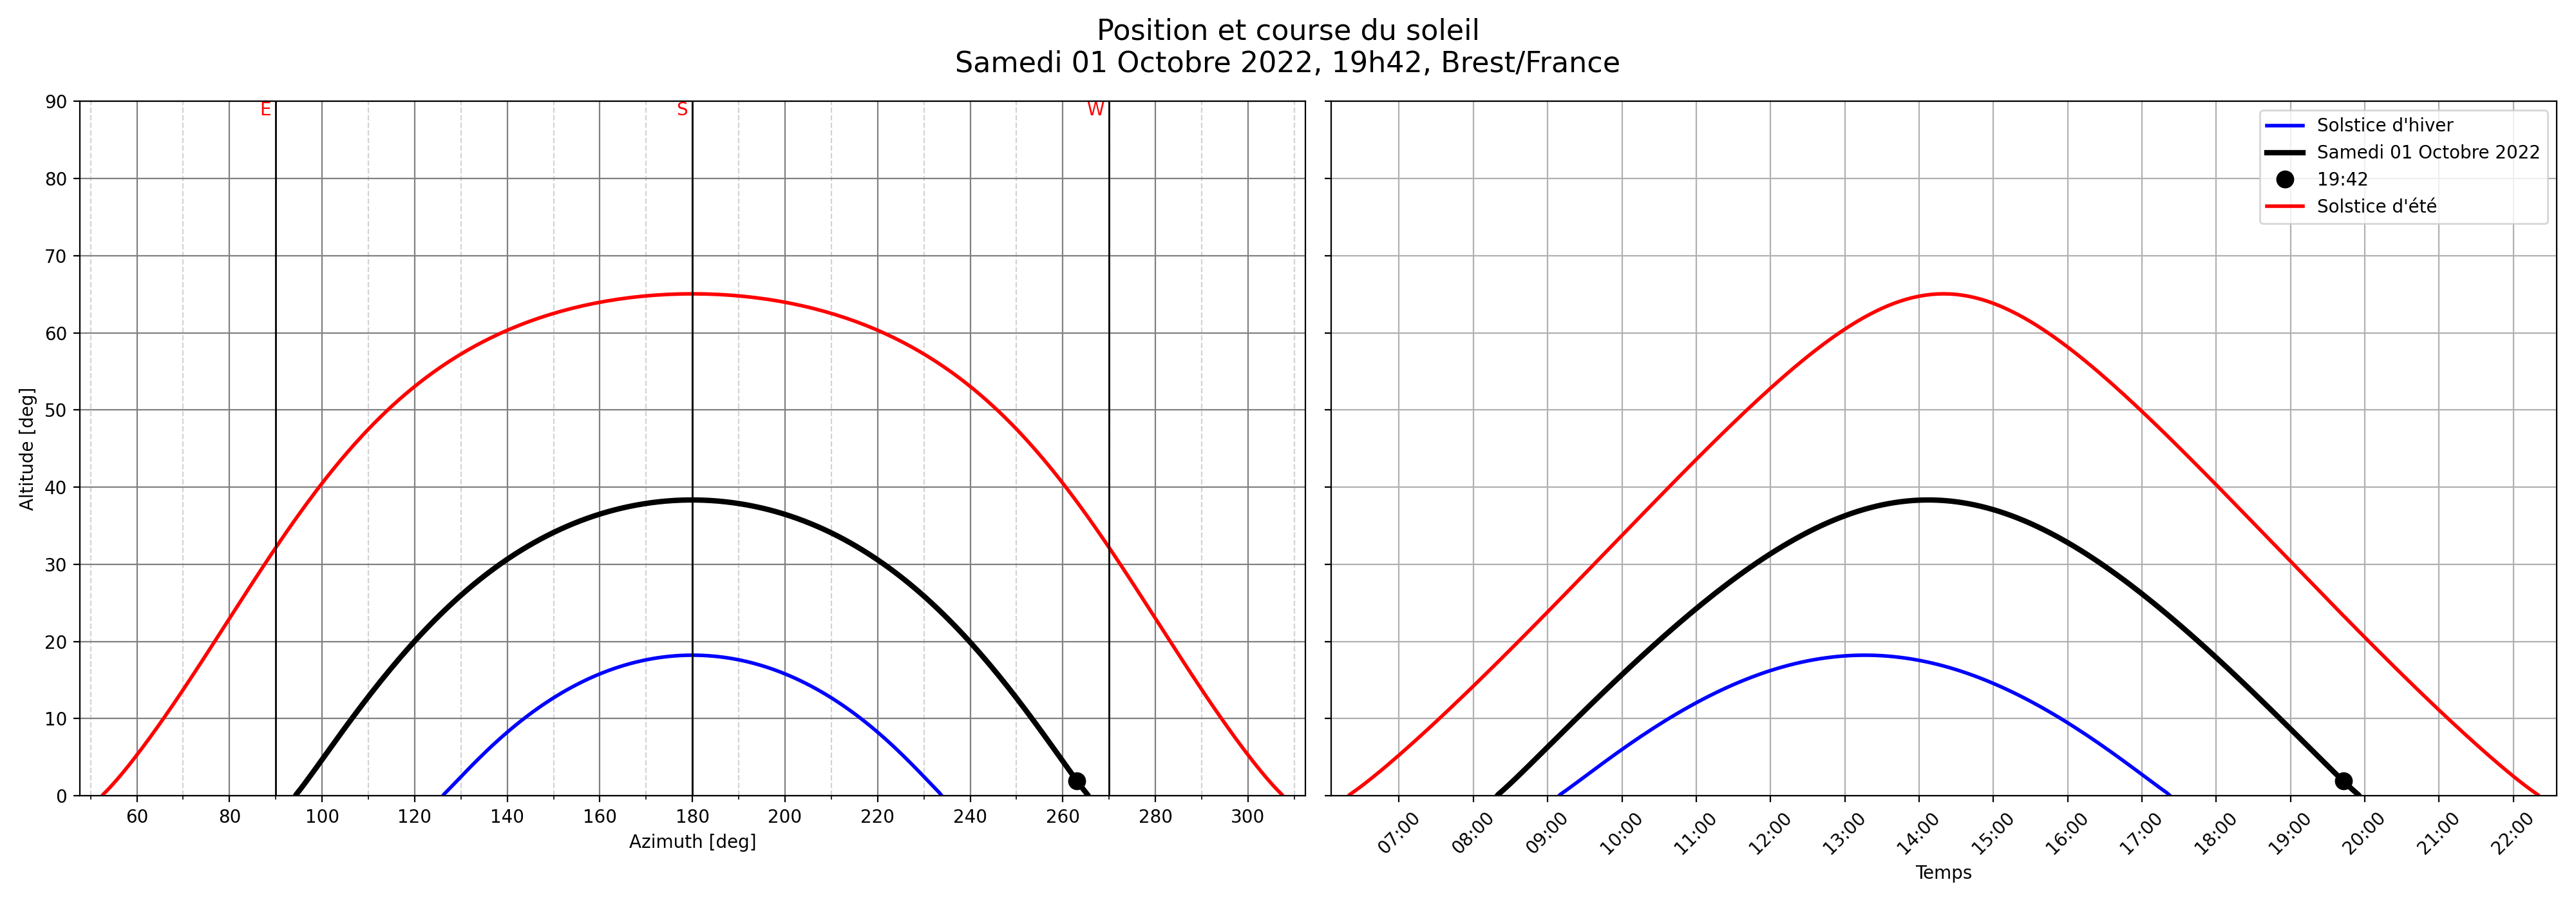 Position et course du soleil
Samedi 01 Octobre 2022, 19h42, Brest/France
E
S
W
90
80
70
60
50
40
30
20
10
0
Altitude [deg]
60 80 100 120 140 160 180 200 220 240 260 280 300
Azimuth [deg]
Solstice d'hiver
Samedi 01 Octobre 2022
19:42
Solstice d'été
07:00 08:00 09:00 10:00 11:00 12:00 13:00 14:00 15:00 16:00 17:00 18:00 19:00 20:00 21:00 22:00
Temps